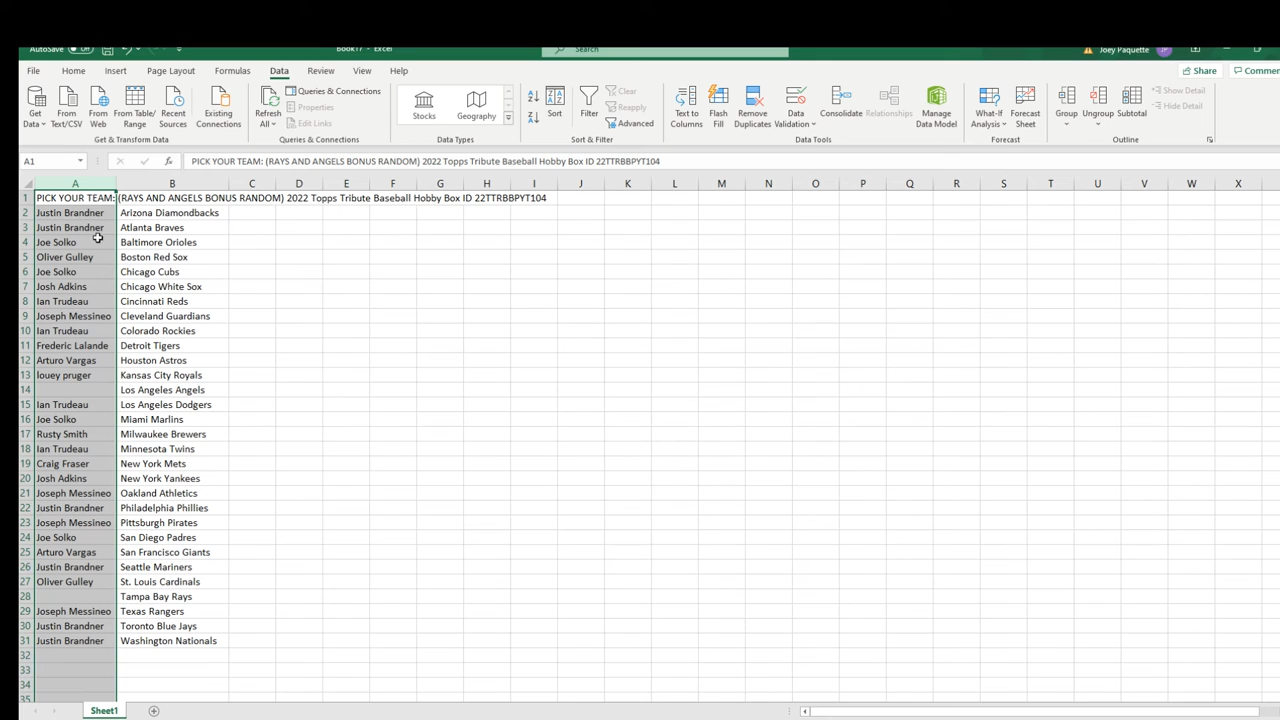 AutoSave Off Book17 - Excel Search Joey Paquette JP
File Home Insert Page Layout Formulas Data Review View Help Share Commen
Get Data From Text/CSV From Web From Table/Range Recent Sources Existing Connections Refresh All Queries & Connections Properties Edit Links Stocks Geography Sort Filter Clear Reapply Advanced Text to Columns Flash Fill Remove Duplicates Data Validation Consolidate Relationships Manage Data Model What-If Analysis Forecast Sheet Group Ungroup Subtotal Show Detail Hide Detail
Get & Transform Data Queries & Connections Data Types Sort & Filter Data Tools Forecast Outline
A1 fx PICK YOUR TEAM: (RAYS AND ANGELS BONUS RANDOM) 2022 Topps Tribute Baseball Hobby Box ID 22TTRBBPYT104
A B C D E F G H I J K L M N O P Q R S T U V W X
1 PICK YOUR TEAM: (RAYS AND ANGELS BONUS RANDOM) 2022 Topps Tribute Baseball Hobby Box ID 22TTRBBPYT104
2 Justin Brandner Arizona Diamondbacks
3 Justin Brandner Atlanta Braves
4 Joe Solko Baltimore Orioles
5 Oliver Gulley Boston Red Sox
6 Joe Solko Chicago Cubs
7 Josh Adkins Chicago White Sox
8 Ian Trudeau Cincinnati Reds
9 Joseph Messineo Cleveland Guardians
10 Ian Trudeau Colorado Rockies
11 Frederic Lalande Detroit Tigers
12 Arturo Vargas Houston Astros
13 louey pruger Kansas City Royals
14 Los Angeles Angels
15 Ian Trudeau Los Angeles Dodgers
16 Joe Solko Miami Marlins
17 Rusty Smith Milwaukee Brewers
18 Ian Trudeau Minnesota Twins
19 Craig Fraser New York Mets
20 Josh Adkins New York Yankees
21 Joseph Messineo Oakland Athletics
22 Justin Brandner Philadelphia Phillies
23 Joseph Messineo Pittsburgh Pirates
24 Joe Solko San Diego Padres
25 Arturo Vargas San Francisco Giants
26 Justin Brandner Seattle Mariners
27 Oliver Gulley St. Louis Cardinals
28 Tampa Bay Rays
29 Joseph Messineo Texas Rangers
30 Justin Brandner Toronto Blue Jays
31 Justin Brandner Washington Nationals
32
33
34
35
Sheet1